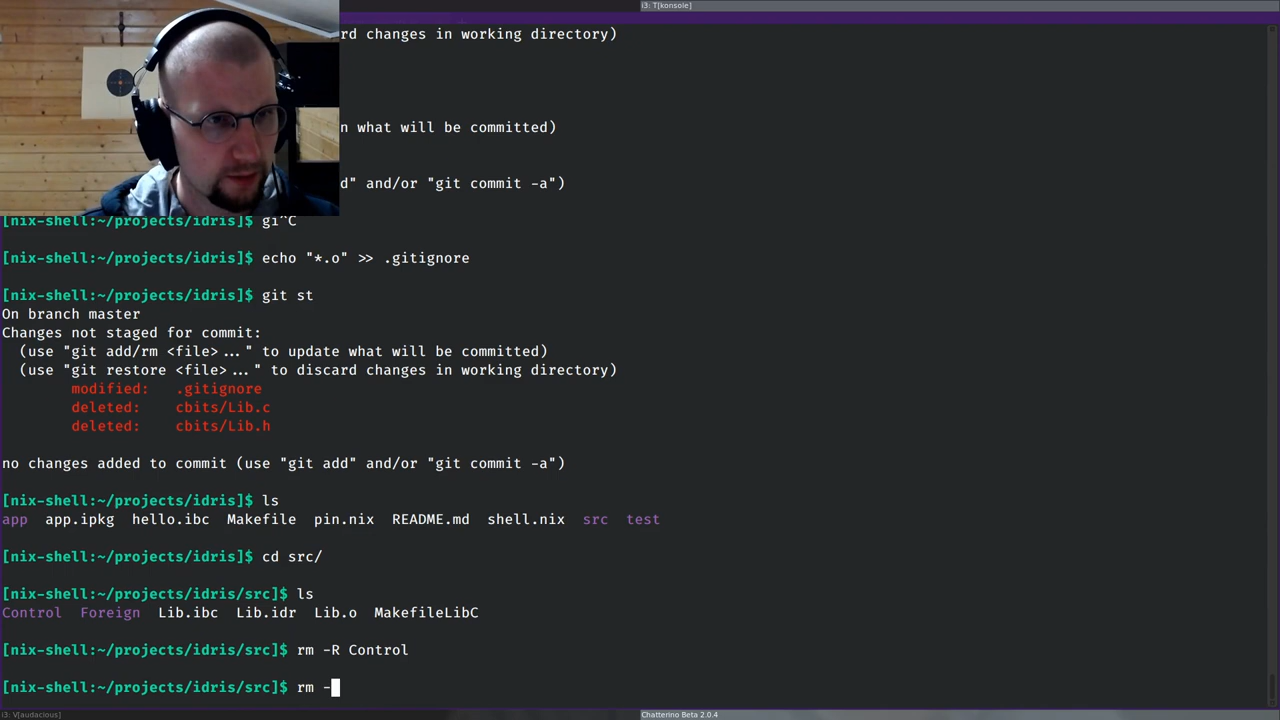 i3: T[konsole]
rd changes in working directory)
n what will be committed)
d" and/or "git commit -a")
[nix-shell:~/projects/idris]$ gi^C
[nix-shell:~/projects/idris]$ echo "*.o" >> .gitignore
[nix-shell:~/projects/idris]$ git st
On branch master
Changes not staged for commit:
(use "git add/rm <file>..." to update what will be committed)
(use "git restore <file>..." to discard changes in working directory)
modified: .gitignore
deleted: cbits/Lib.c
deleted: cbits/Lib.h
no changes added to commit (use "git add" and/or "git commit -a")
[nix-shell:~/projects/idris]$ ls
app app.ipkg hello.ibc Makefile pin.nix README.md shell.nix src test
[nix-shell:~/projects/idris]$ cd src/
[nix-shell:~/projects/idris/src]$ ls
Control Foreign Lib.ibc Lib.idr Lib.o MakefileLibC
[nix-shell:~/projects/idris/src]$ rm -R Control
[nix-shell:~/projects/idris/src]$ rm -
i3: V[audacious]
Chatterino Beta 2.0.4